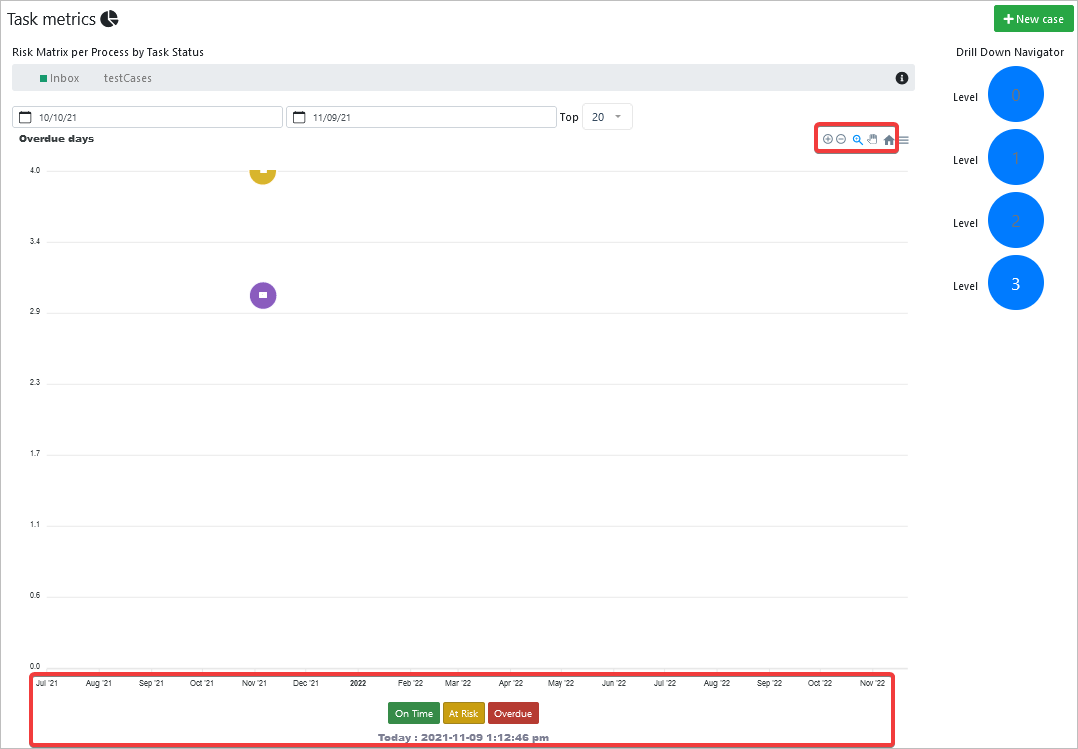 Task metrics
New case
Risk Matrix per Process by Task Status
Drill Down Navigator
Inbox testCases
Level 0
10/10/21 11/09/21 Top 20
Overdue days
Level 1
4.0
Level 2
3.4
Level 3
2.9
2.3
1.7
1.1
0.6
0.0
Jul '21 Aug '21 Sep '21 Oct '21 Nov '21 Dec '21 2022 Feb '22 Mar '22 Apr '22 May '22 Jun '22 Jul '22 Aug '22 Sep '22 Oct '22 Nov '22
On Time At Risk Overdue
Today : 2021-11-09 1:12:46 pm